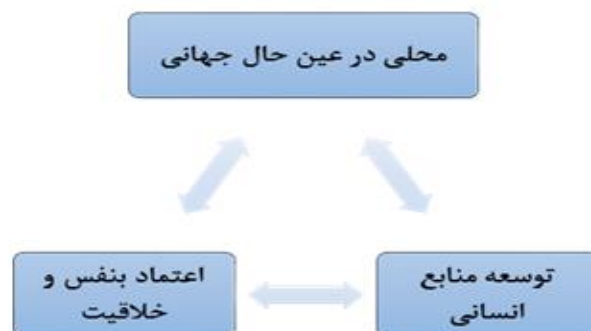 محلی در عین حال جهانی
توسعه منابع
انسانی
اعتماد بنفس و
خلاقیت